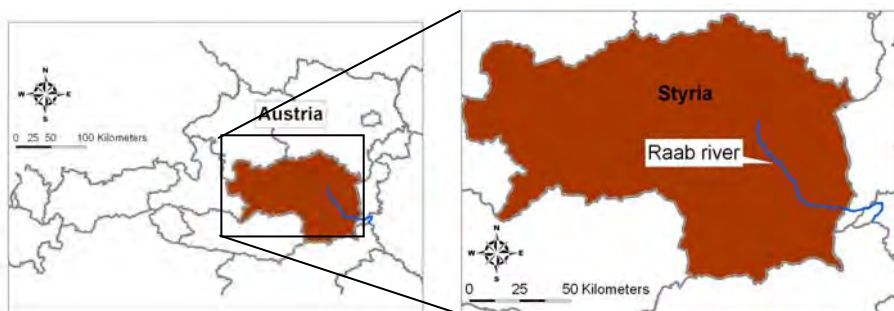 N
W E
S
0 25 50 100 Kilometers
Austria
Styria
Raab river
N
W E
S
0 25 50 Kilometers